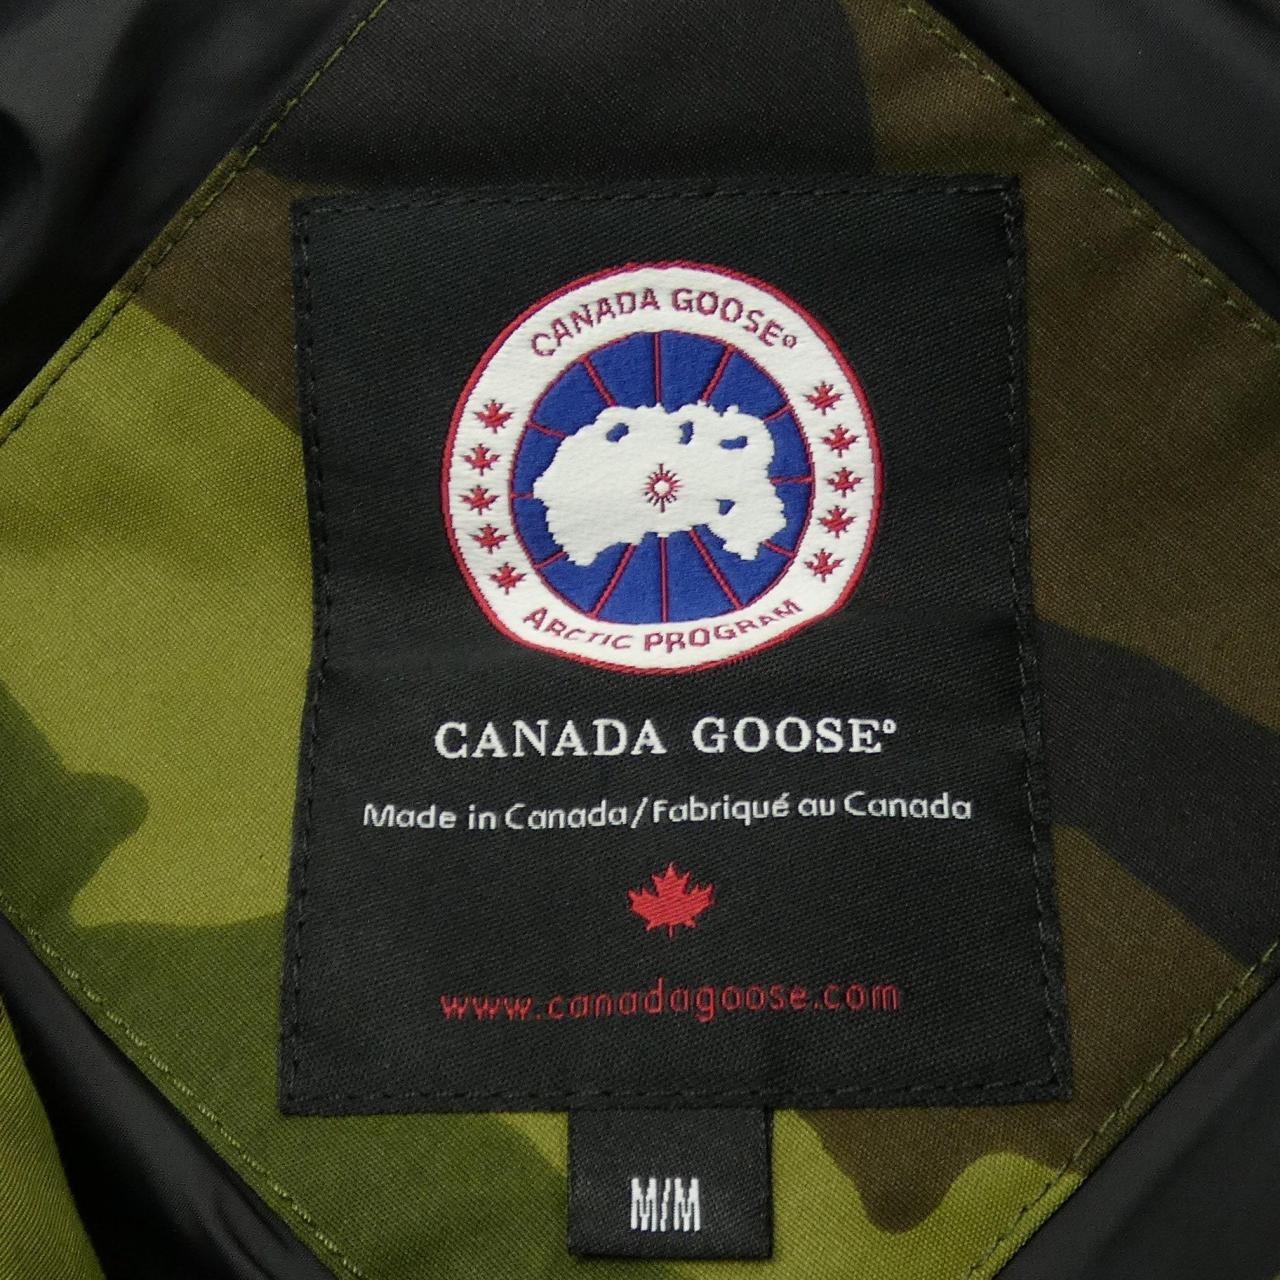 CANADA GOOSE®
ARCTIC PROGRAM
CANADA GOOSE®
Made in Canada/Fabriqué au Canada
www.canadagoose.com
M/M